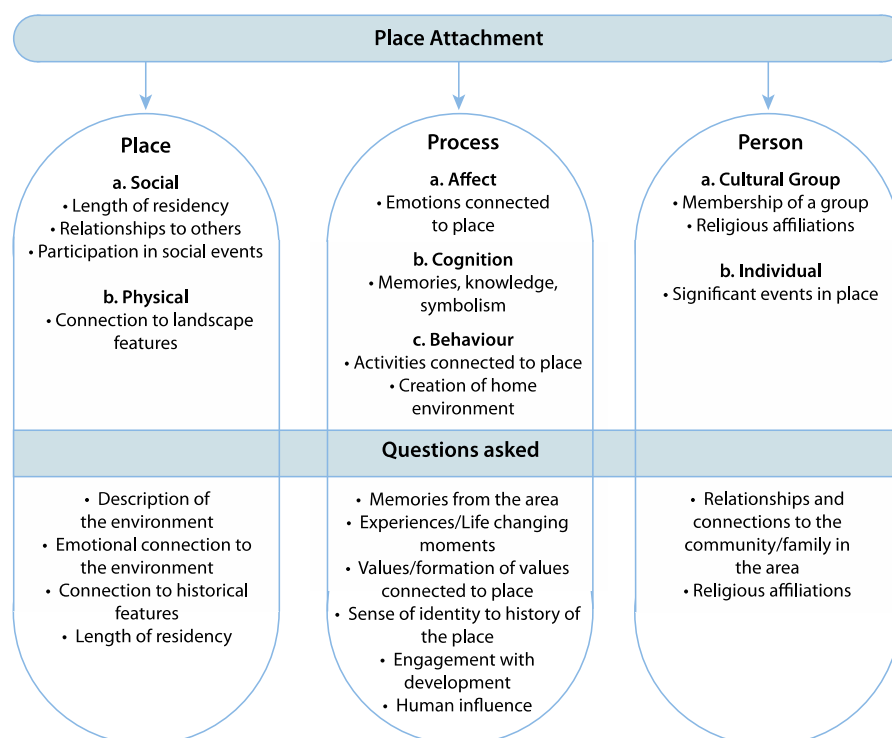 Place Attachment
Place
a. Social
• Length of residency
• Relationships to others
• Participation in social events
b. Physical
• Connection to landscape
features
Process
a. Affect
• Emotions connected
to place
b. Cognition
• Memories, knowledge,
symbolism
c. Behaviour
• Activities connected to place
• Creation of home
environment
Person
a. Cultural Group
• Membership of a group
• Religious affiliations
b. Individual
• Significant events in place
Questions asked
• Description of
the environment
• Emotional connection to
the environment
• Connection to historical
features
• Length of residency
• Memories from the area
• Experiences/Life changing
moments
• Values/formation of values
connected to place
• Sense of identity to history of
the place
• Engagement with
development
• Human influence
• Relationships and
connections to the
community/family in
the area
• Religious affiliations